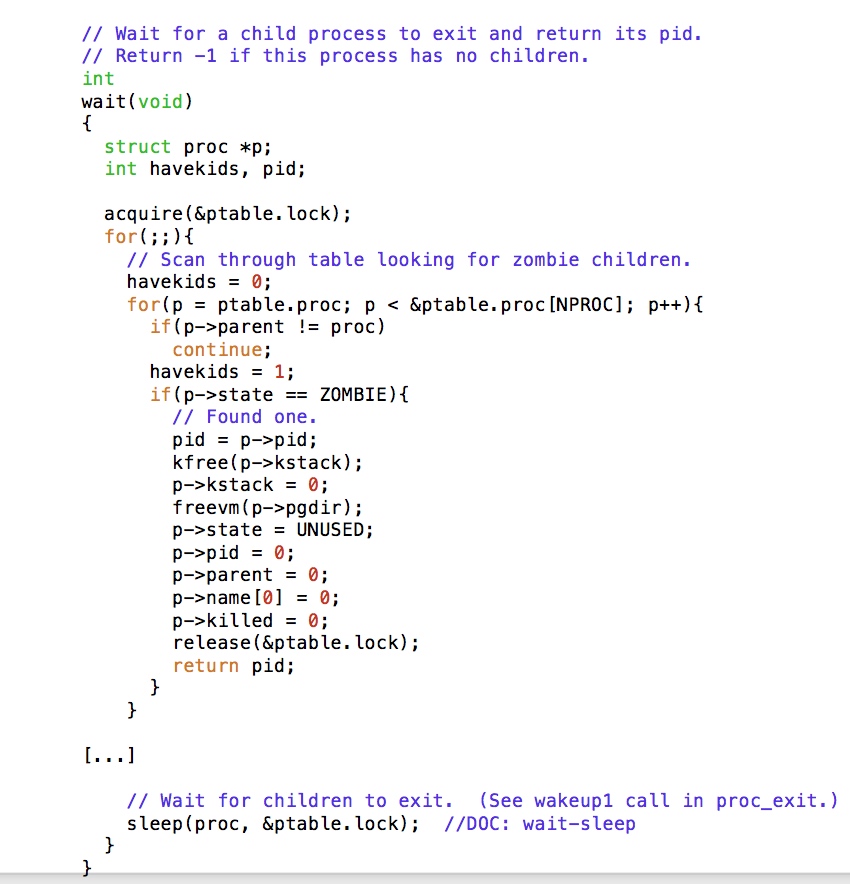 // Wait for a child process to exit and return its pid.
// Return -1 if this process has no children.
int
wait(void)
{
  struct proc *p;
  int havekids, pid;

  acquire(&ptable.lock);
  for(;;){
    // Scan through table looking for zombie children.
    havekids = 0;
    for(p = ptable.proc; p < &ptable.proc[NPROC]; p++){
      if(p->parent != proc)
        continue;
      havekids = 1;
      if(p->state == ZOMBIE){
        // Found one.
        pid = p->pid;
        kfree(p->kstack);
        p->kstack = 0;
        freevm(p->pgdir);
        p->state = UNUSED;
        p->pid = 0;
        p->parent = 0;
        p->name[0] = 0;
        p->killed = 0;
        release(&ptable.lock);
        return pid;
      }
    }

[...]

    // Wait for children to exit.  (See wakeup1 call in proc_exit.)
    sleep(proc, &ptable.lock);  //DOC: wait-sleep
  }
}